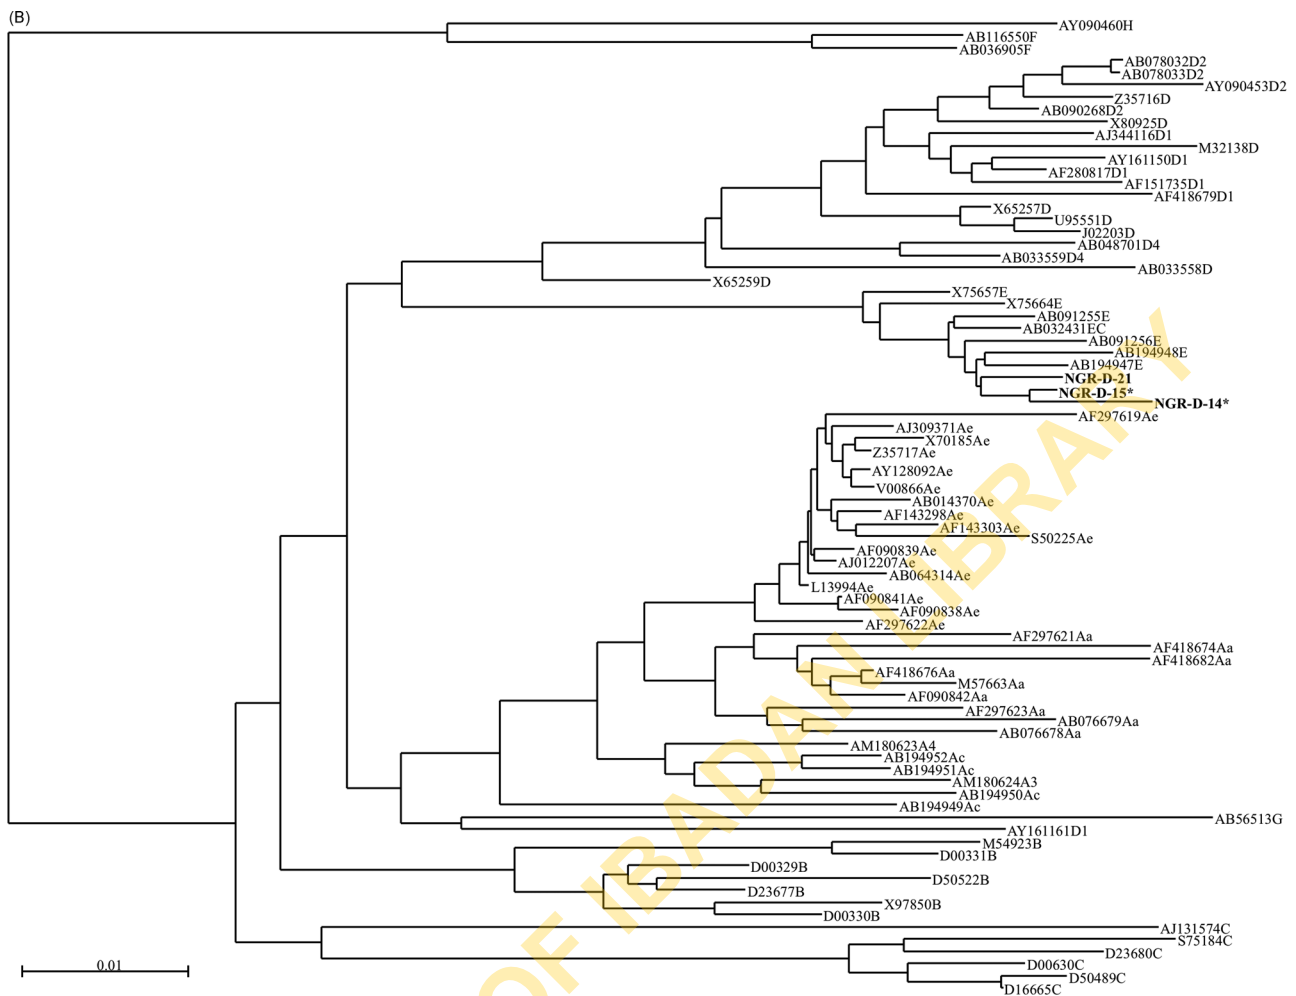 (B)
AY090460H
AB116550F
AB036905F
AB078032D2
AB078033D2
AY090453D2
Z35716D
AB090268D2
X80925D
AJ344116D1
M32138D
AY161150D1
AF280817D1
AF151735D1
AF418679D1
X65257D
U95551D
J02203D
AB048701D4
AB033559D4
AB033558D
X65259D
X75657E
X75664E
AB091255E
AB032431EC
AB091256E
AB194948E
AB194947E
NGR-D-21
NGR-D-15*
NGR-D-14*
AF297619Ae
AJ309371Ae
X70185Ae
Z35717Ae
AY128092Ae
V00866Ae
AB014370Ae
AF143298Ae
AF143303Ae
S50225Ae
AF090839Ae
AJ012207Ae
AB064314Ae
L13994Ae
AF090841Ae
AF090838Ae
AF297622Ae
AF297621Aa
AF418674Aa
AF418682Aa
AF418676Aa
M57663Aa
AF090842Aa
AF297623Aa
AB076679Aa
AB076678Aa
AM180623A4
AB194952Ac
AB194951Ac
AM180624A3
AB194950Ac
AB194949Ac
AB56513G
AY161161D1
M54923B
D00331B
D00329B
D50522B
D23677B
X97850B
D00330B
AJ131574C
S75184C
D23680C
D00630C
D50489C
D16665C
0.01
OF IBADAN LIBRARY